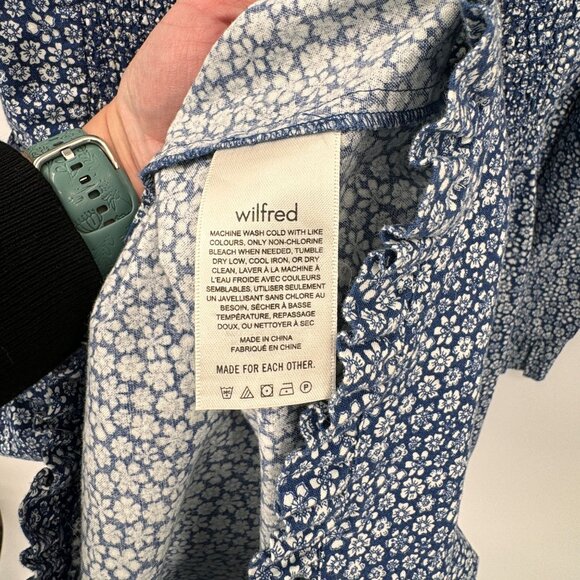 wilfred
MACHINE WASH COLD WITH LIKE
COLOURS, ONLY NON-CHLORINE
BLEACH WHEN NEEDED, TUMBLE
DRY LOW, COOL IRON, OR DRY
CLEAN, LAVER À LA MACHINE À
L'EAU FROIDE AVEC COULEURS
SEMBLABLES, UTILISER SEULEMENT
UN JAVELLISANT SANS CHLORE AU
BESOIN, SÉCHER À BASSE
TEMPÉRATURE, REPASSAGE
DOUX, OU NETTOYER À SEC
MADE IN CHINA
FABRIQUÉ EN CHINE
MADE FOR EACH OTHER.
P